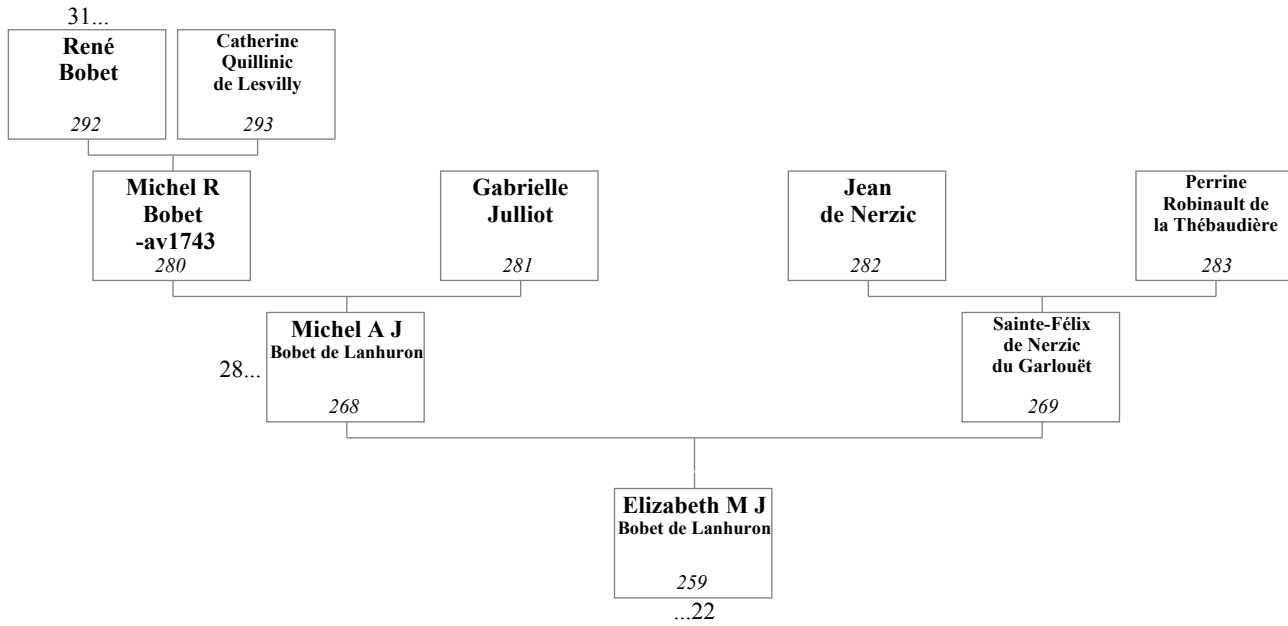 31...
René
Bobet
292
Catherine
Quillinic
de Lesvilly
293
Michel R
Bobet
-av1743
280
Gabrielle
Julliot
281
Jean
de Nerzic
282
Perrine
Robinault de
la Thébaudière
283
28...
Michel A J
Bobet de Lanhuron
268
Sainte-Félix
de Nerzic
du Garlouët
269
Elizabeth M J
Bobet de Lanhuron
259
...22